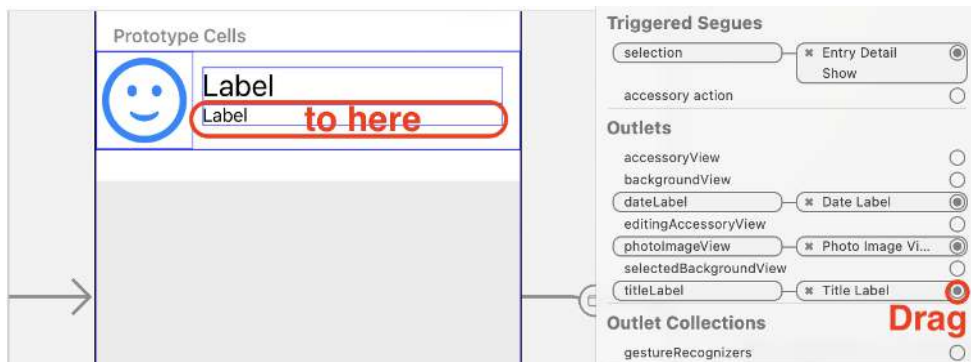 Prototype Cells
Label
Label
to here
Triggered Segues
selection
Entry Detail
Show
accessory action
Outlets
accessoryView
backgroundView
dateLabel
Date Label
editingAccessoryView
photoImageView
Photo Image Vi...
selectedBackgroundView
titleLabel
Title Label
Drag
Outlet Collections
gestureRecognizers